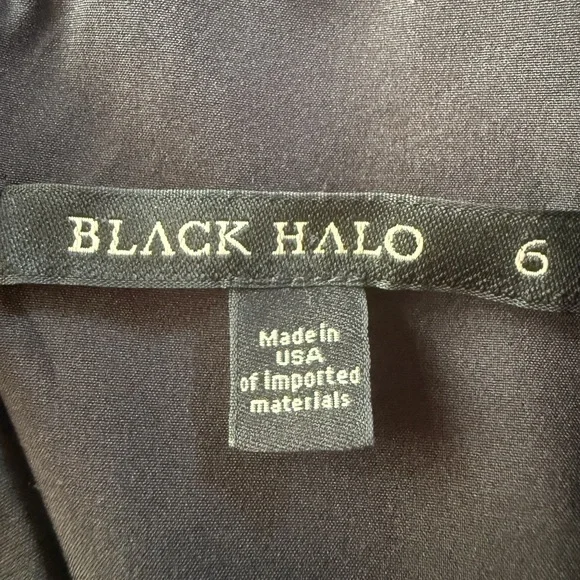 BLACK HALO 6
Made in
USA
of imported
materials